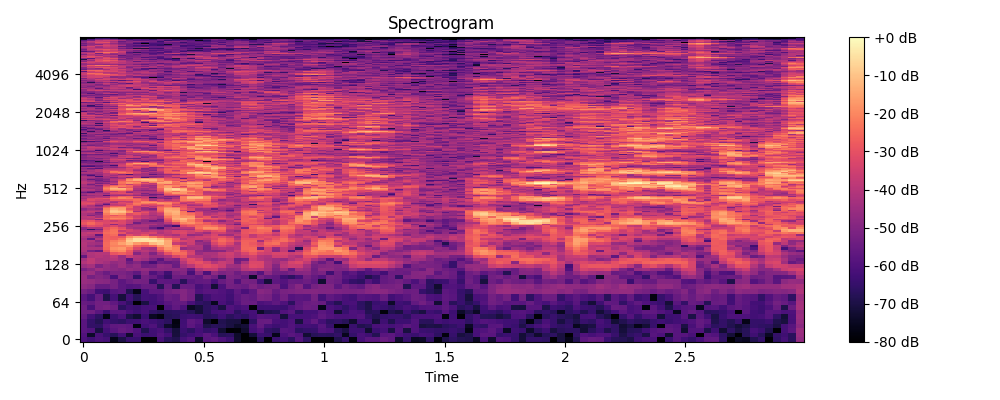 Spectrogram
+0 dB
4096
-10 dB
2048
-20 dB
1024
-30 dB
Hz
512
-40 dB
256
-50 dB
128
-60 dB
64
-70 dB
0
-80 dB
0
0.5
1
1.5
2
2.5
Time